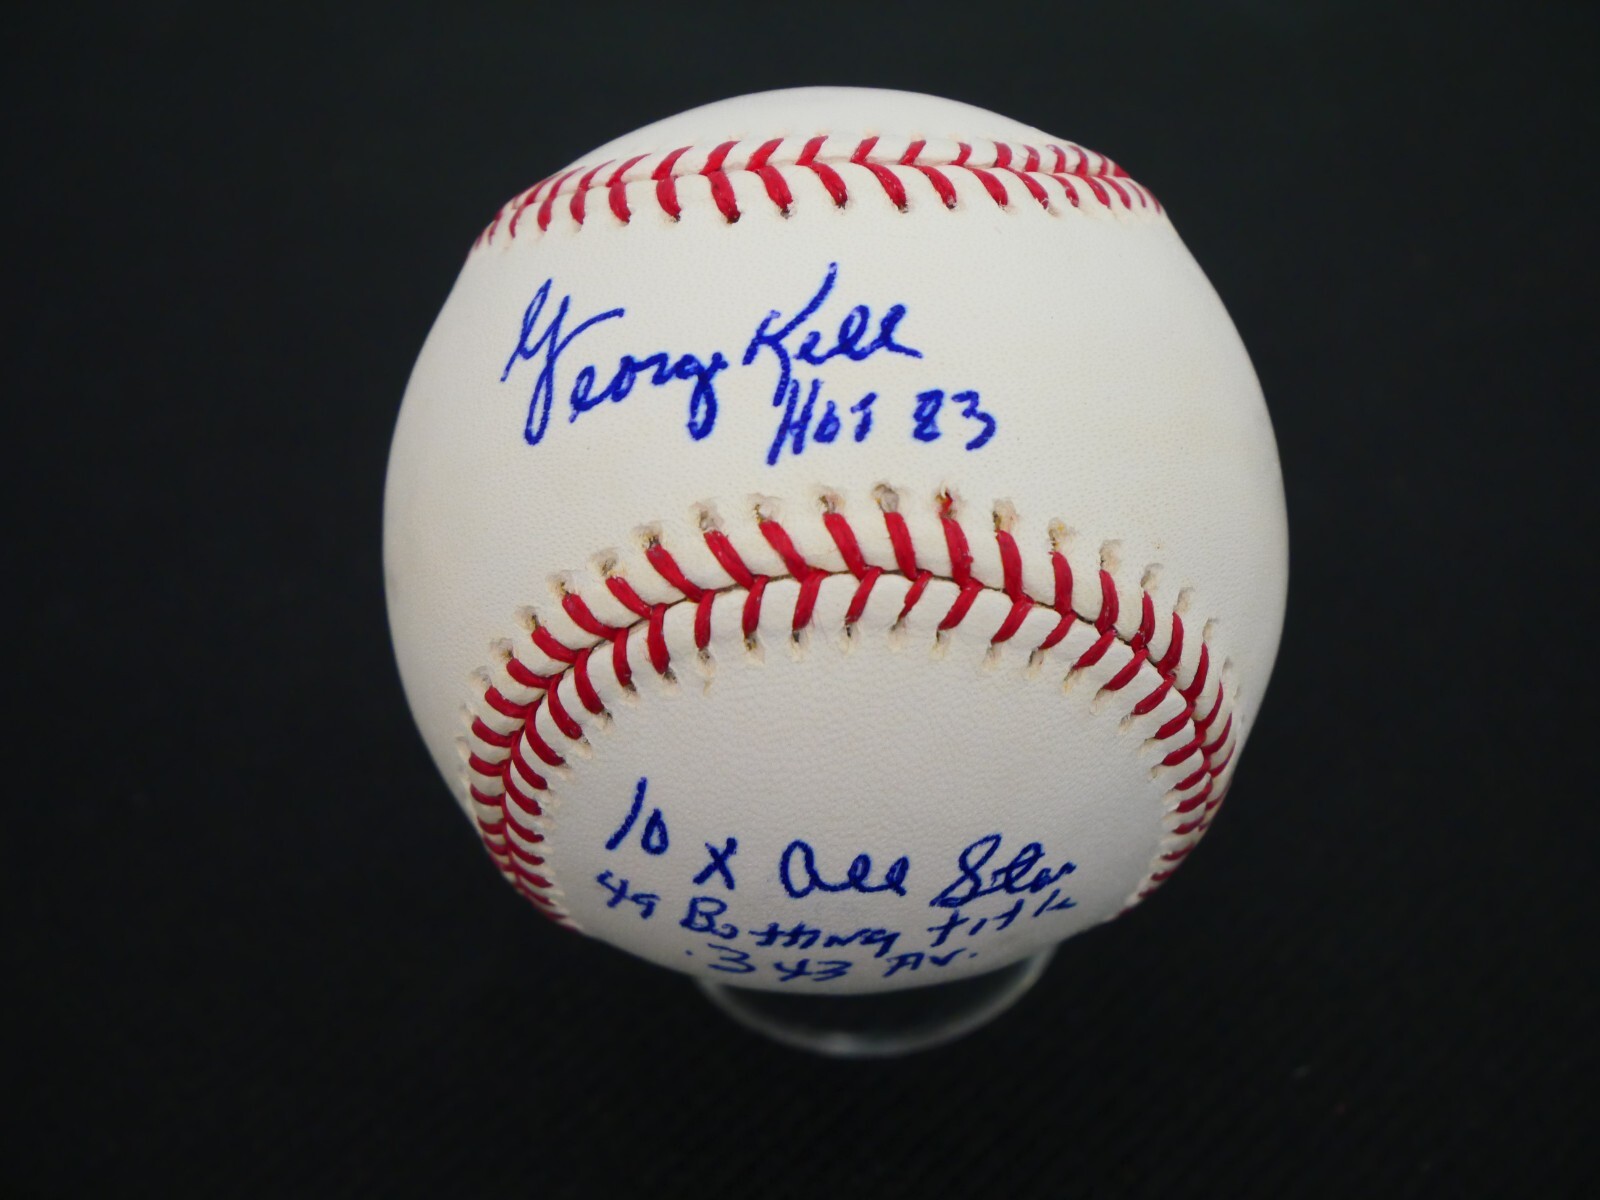 George Kell
HOF 83
10 x All Star
49 Batting title
.343 Av.